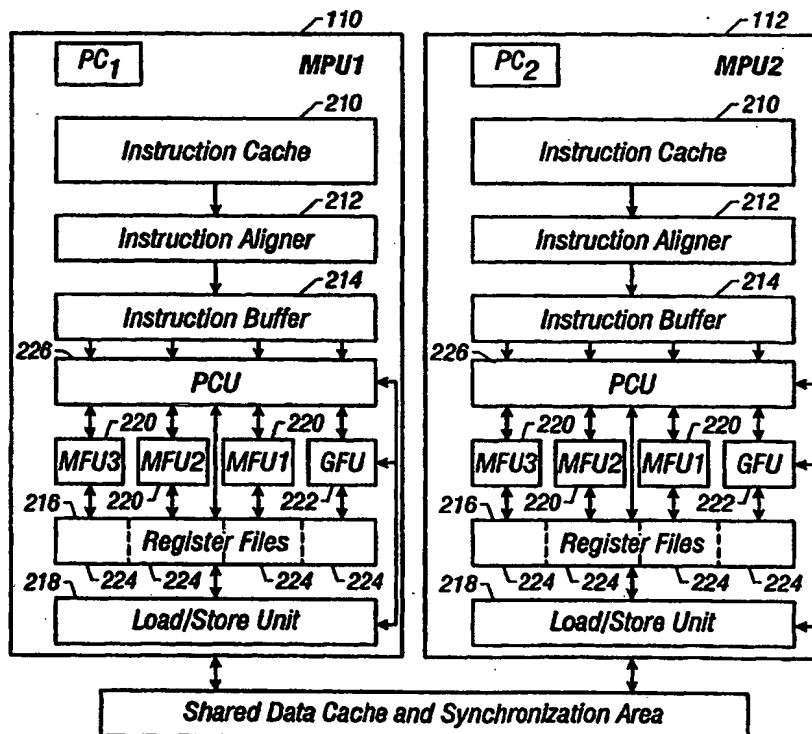 110
PC1
MPU1
210
Instruction Cache
212
Instruction Aligner
214
Instruction Buffer
226
PCU
220
220
MFU3
MFU2
MFU1
GFU
220
222
216
Register Files
224
224
224
224
218
Load/Store Unit
112
PC2
MPU2
210
Instruction Cache
212
Instruction Aligner
214
Instruction Buffer
226
PCU
220
220
MFU3
MFU2
MFU1
GFU
220
222
216
Register Files
224
224
224
224
218
Load/Store Unit
Shared Data Cache and Synchronization Area